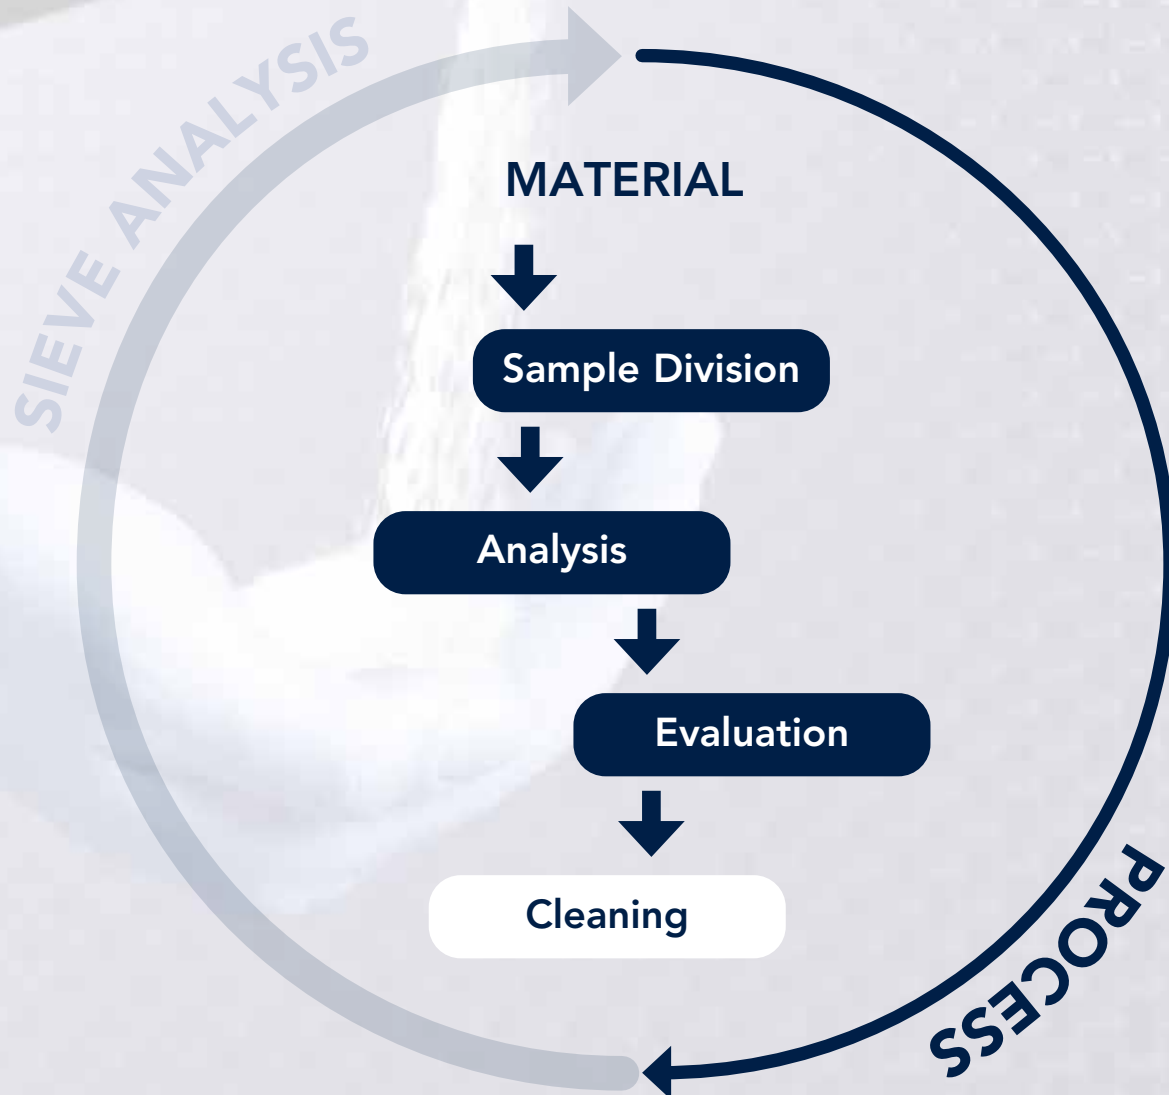 SIEVE ANALYSIS
MATERIAL
Sample Division
Analysis
Evaluation
Cleaning
PROCESS